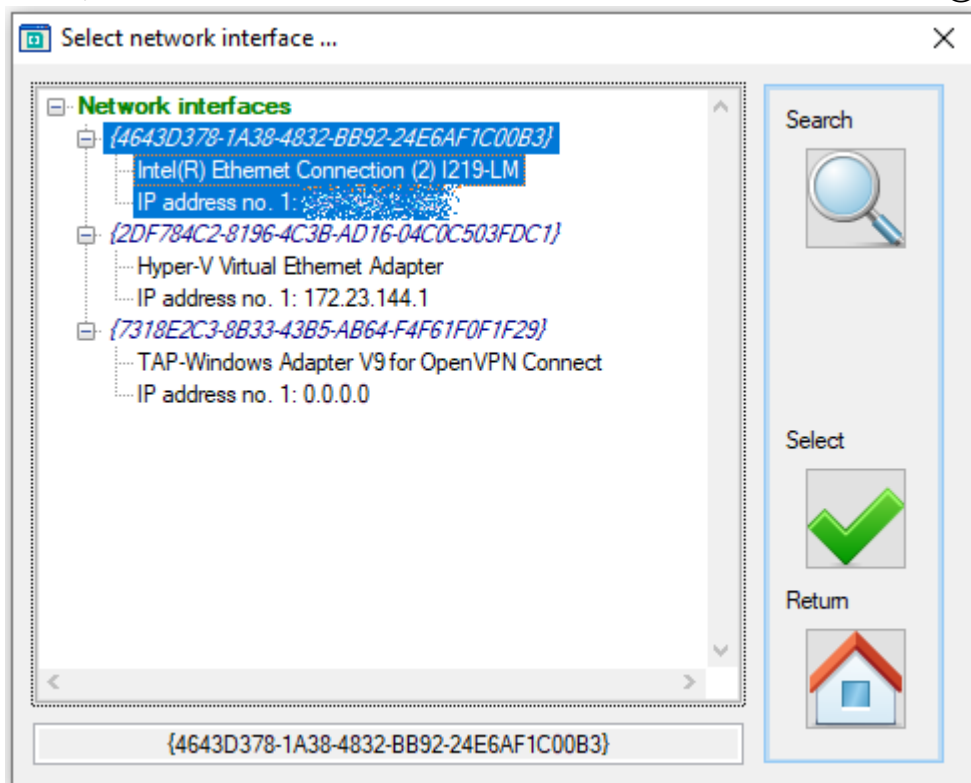 Select network interface ...
Network interfaces
{4643D378-1A38-4832-BB92-24E6AF1C00B3}
Intel(R) Ethernet Connection (2) I219-LM
IP address no. 1:
{2DF784C2-8196-4C3B-AD16-04C0C503FDC1}
Hyper-V Virtual Ethernet Adapter
IP address no. 1: 172.23.144.1
{7318E2C3-8B33-43B5-AB64-F4F61F0F1F29}
TAP-Windows Adapter V9 for OpenVPN Connect
IP address no. 1: 0.0.0.0
{4643D378-1A38-4832-BB92-24E6AF1C00B3}
Search
Select
Return